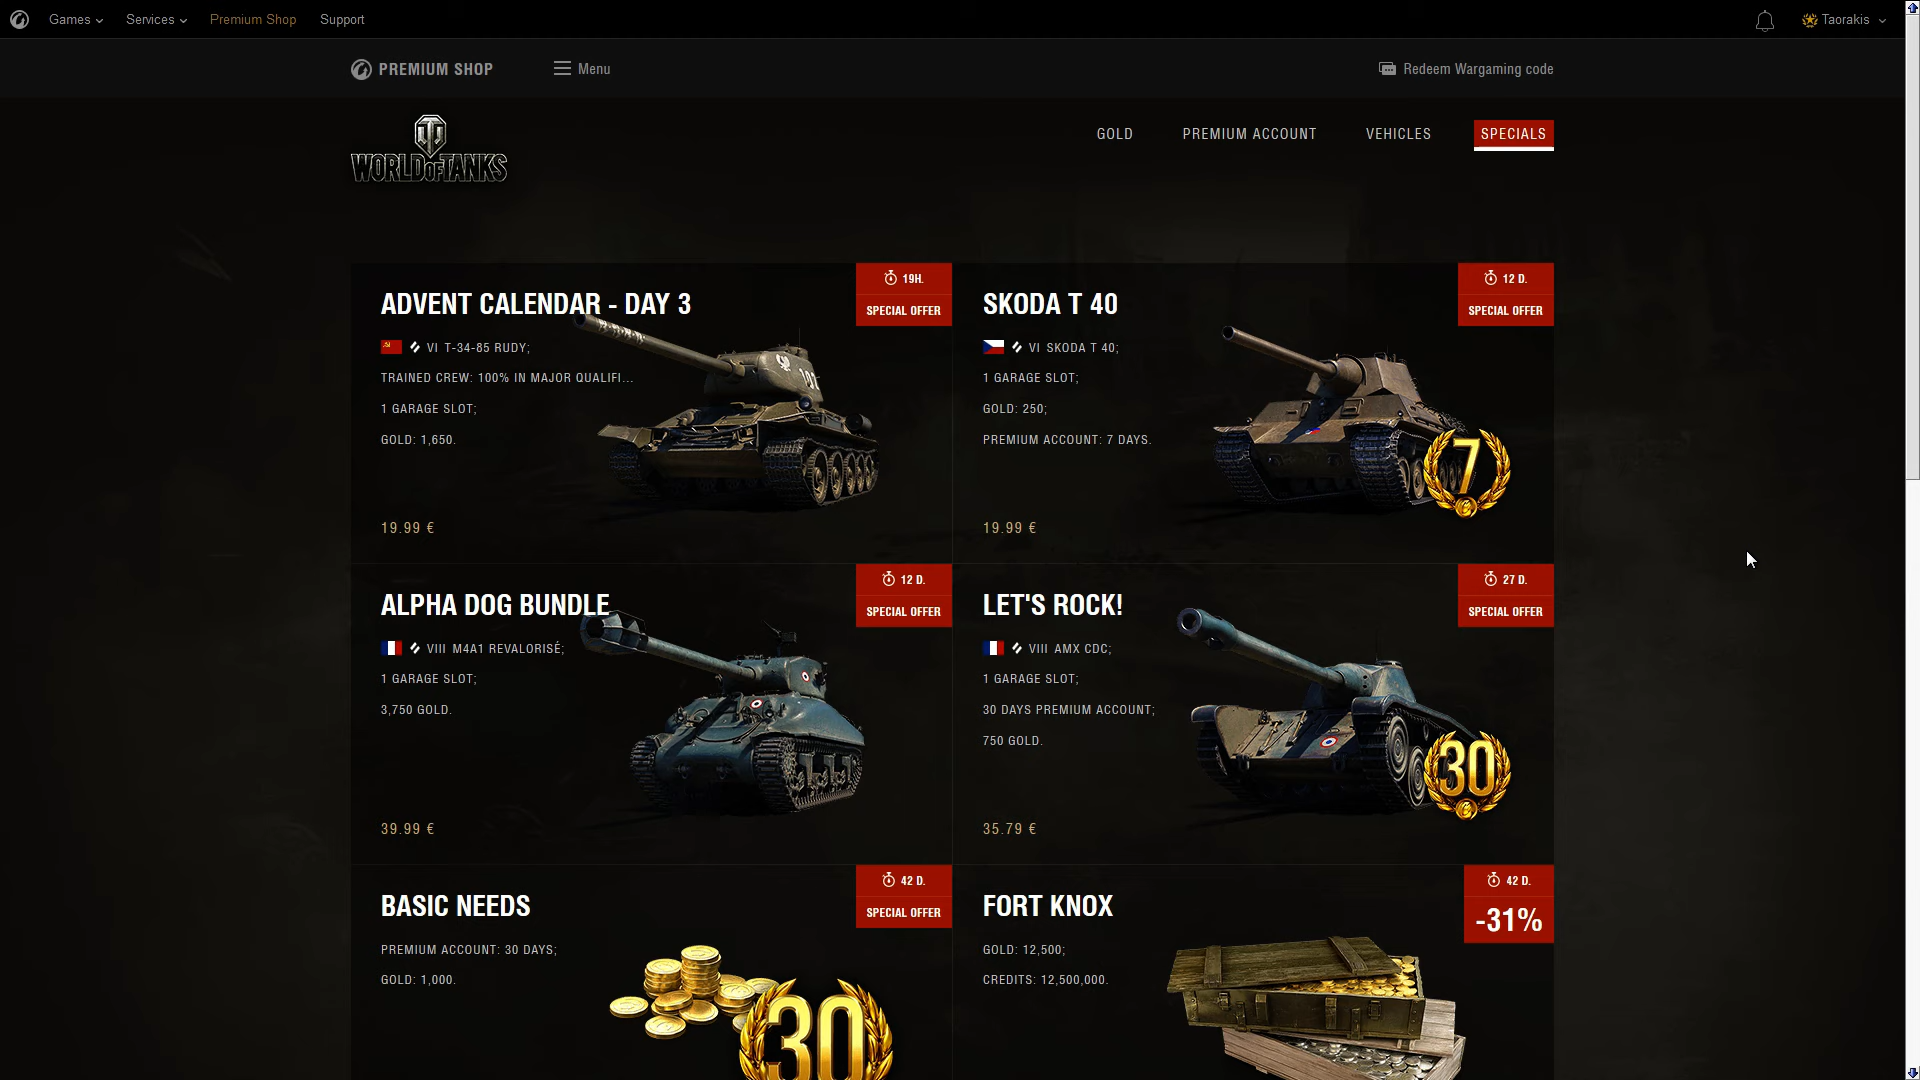 Games
Services
Premium Shop
Support
Taorakis
PREMIUM SHOP
Menu
Redeem Wargaming code
WORLD OF TANKS
GOLD
PREMIUM ACCOUNT
VEHICLES
SPECIALS
ADVENT CALENDAR - DAY 3
19H.
SPECIAL OFFER
VI T-34-85 RUDY;
TRAINED CREW: 100% IN MAJOR QUALIFI...
1 GARAGE SLOT;
GOLD: 1,650.
19.99 €
SKODA T 40
12 D.
SPECIAL OFFER
VI SKODA T 40;
1 GARAGE SLOT;
GOLD: 250;
PREMIUM ACCOUNT: 7 DAYS.
7
19.99 €
ALPHA DOG BUNDLE
12 D.
SPECIAL OFFER
VIII M4A1 REVALORISÉ;
1 GARAGE SLOT;
3,750 GOLD.
39.99 €
LET'S ROCK!
27 D.
SPECIAL OFFER
VIII AMX CDC;
1 GARAGE SLOT;
30 DAYS PREMIUM ACCOUNT;
750 GOLD.
30
35.79 €
BASIC NEEDS
42 D.
SPECIAL OFFER
PREMIUM ACCOUNT: 30 DAYS;
GOLD: 1,000.
30
FORT KNOX
42 D.
-31%
GOLD: 12,500;
CREDITS: 12,500,000.